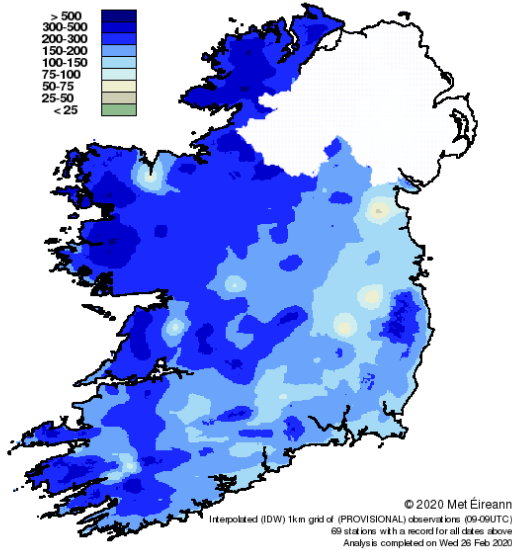 > 500
300-500
200-300
150-200
100-150
75-100
50-75
25-50
< 25
© 2020 Met Éireann
Interpolated (IDW) 1km grid of (PROVISIONAL) observations (09-09UTC)
69 stations with a record for all dates above
Analysis completed on Wed 26 Feb 2020